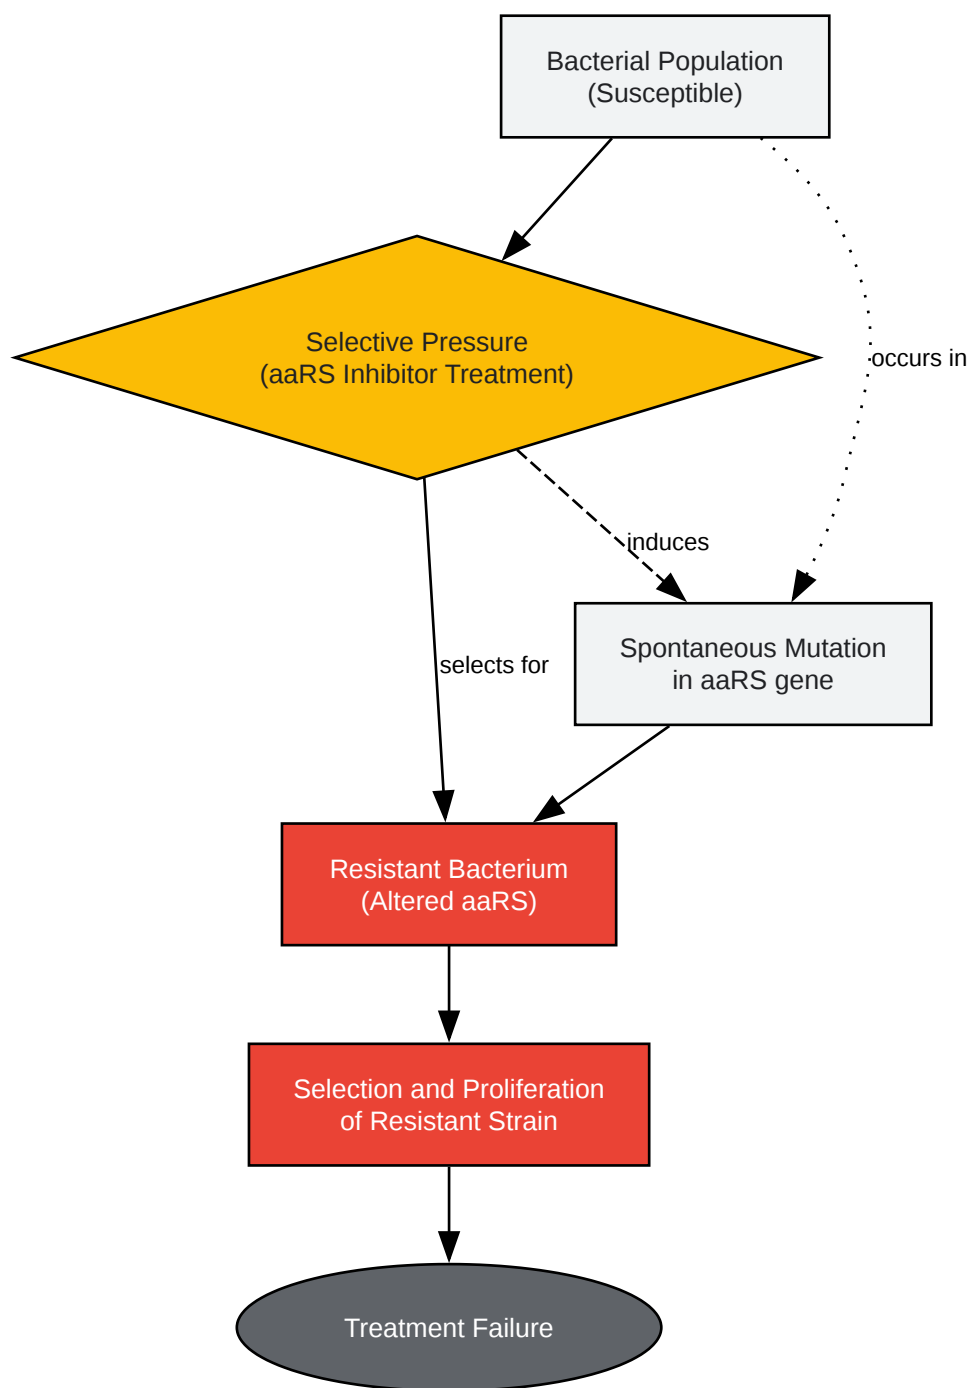 Bacterial Population
(Susceptible)
Selective Pressure
(aaRS Inhibitor Treatment)
occurs in
induces
Spontaneous Mutation
in aaRS gene
selects for
Resistant Bacterium
(Altered aaRS)
Selection and Proliferation
of Resistant Strain
Treatment Failure